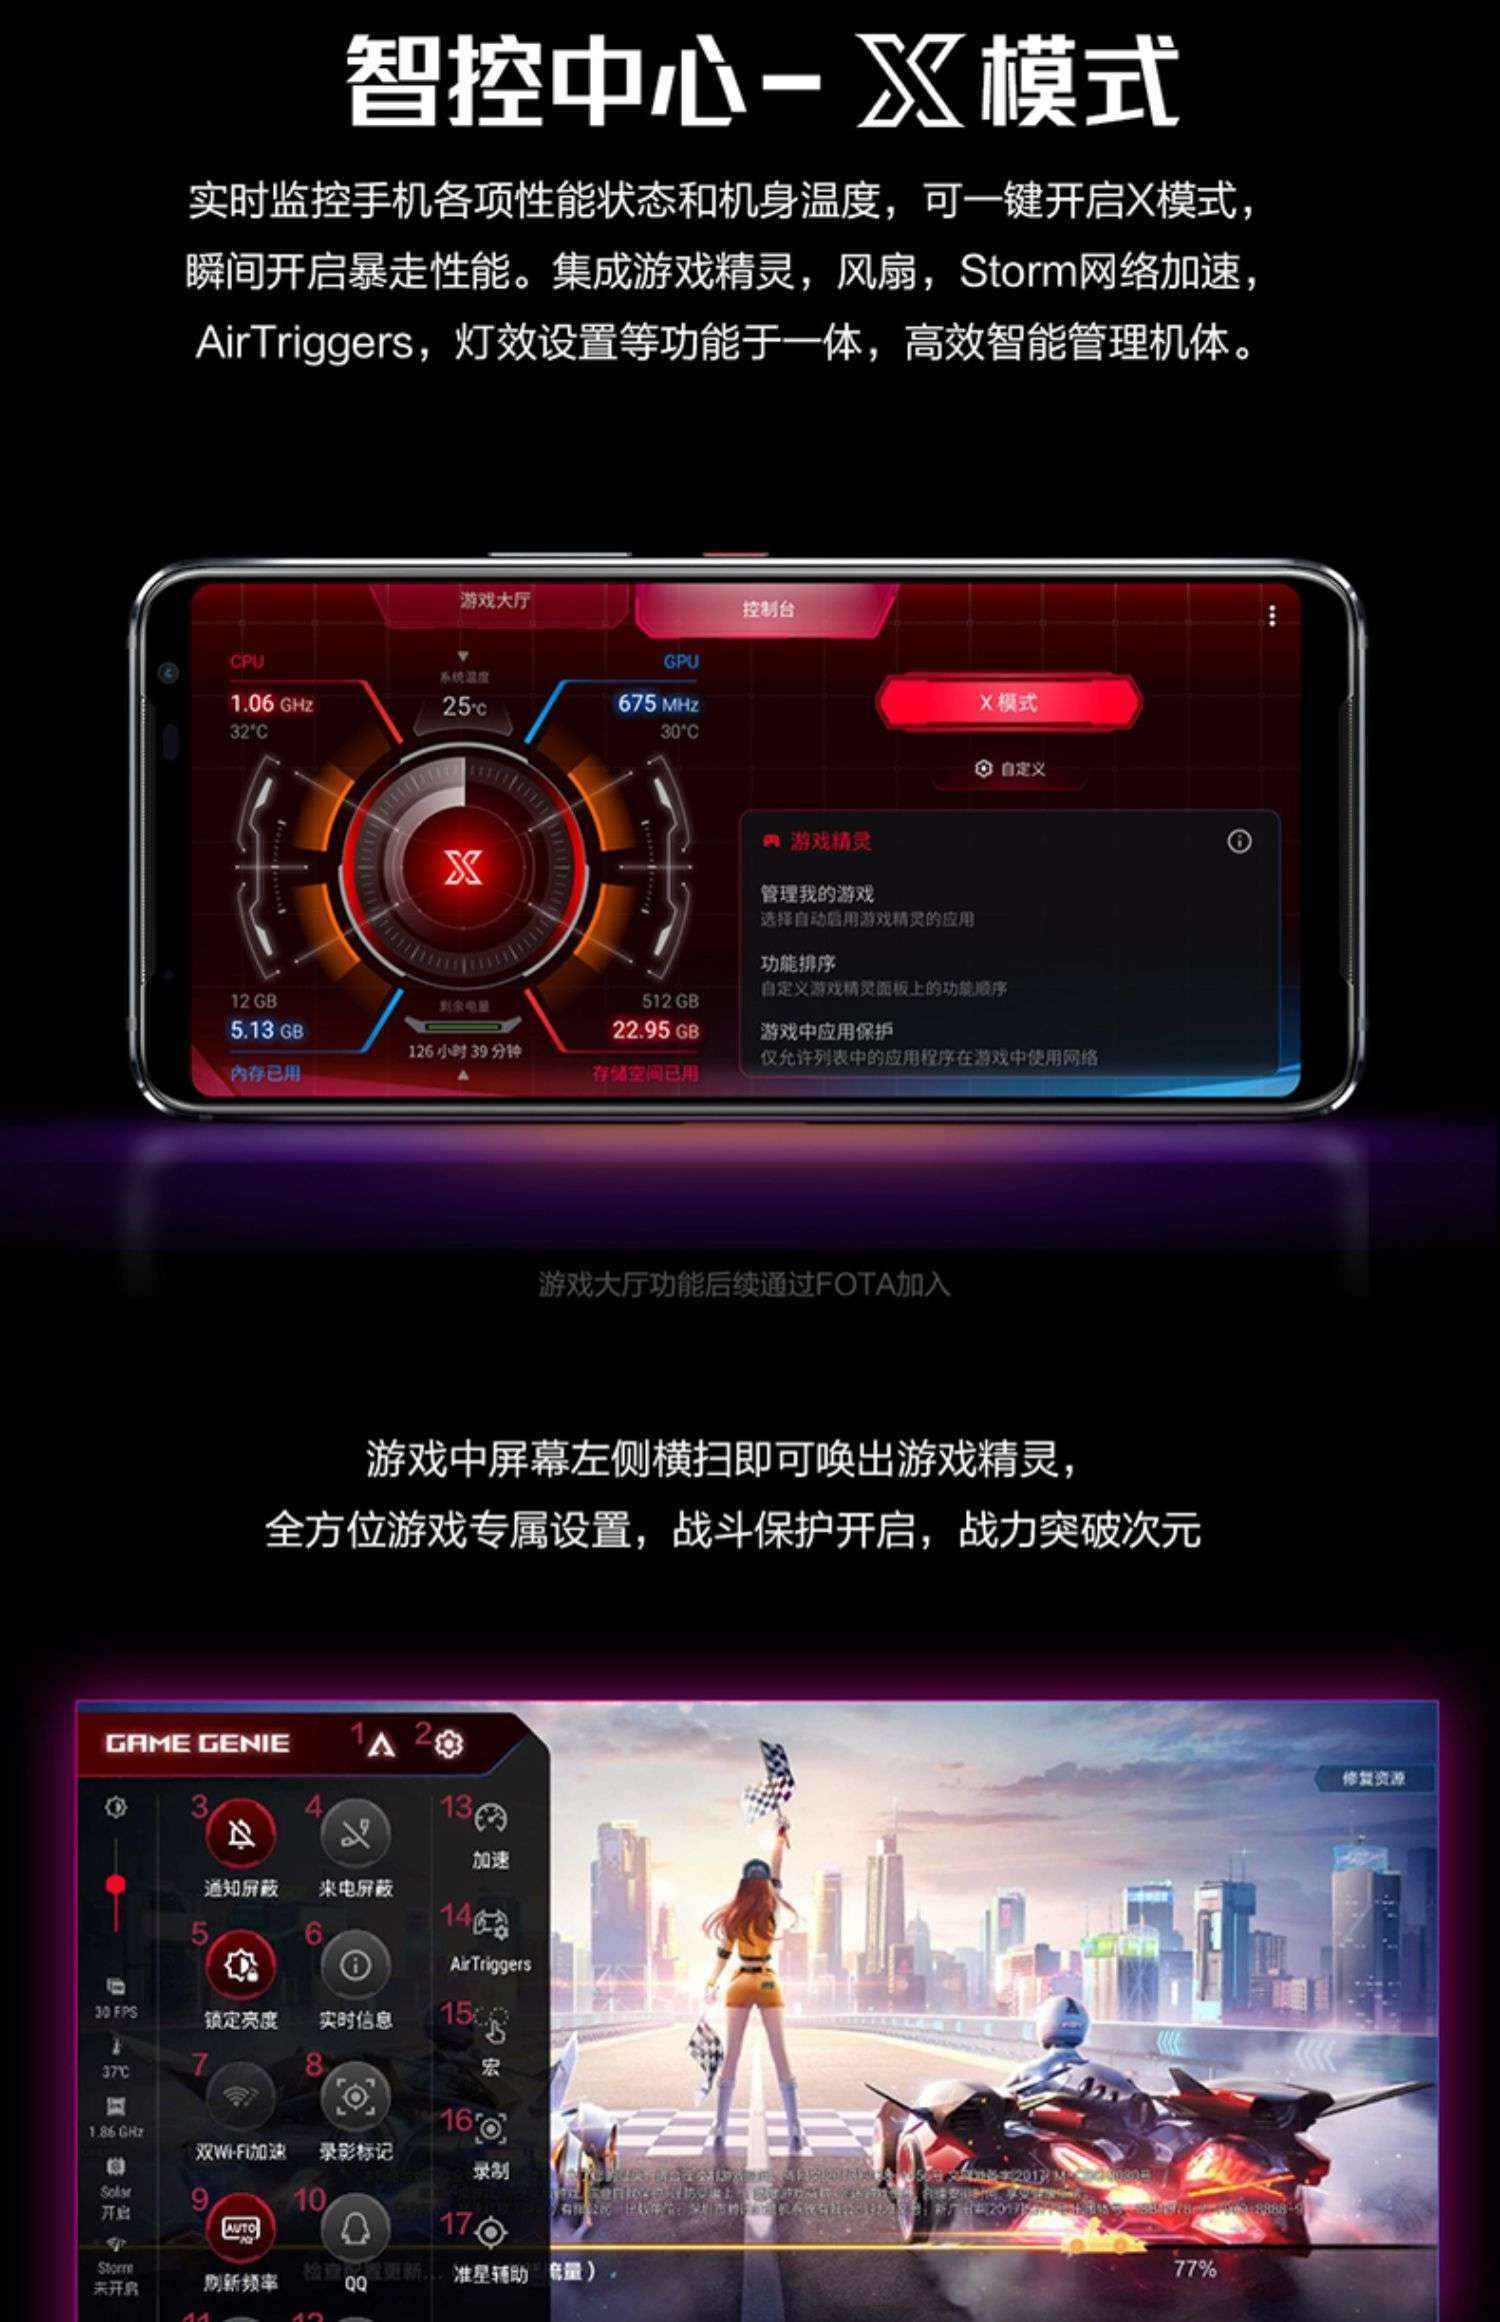 智控中心-X模式
实时监控手机各项性能状态和机身温度，可一键开启X模式，
瞬间开启暴走性能。集成游戏精灵，风扇，Storm网络加速，
AirTriggers，灯效设置等功能于一体，高效智能管理机体。
游戏大厅
控制台
CPU
1.06 GHz
32°C
系统温度
25°C
GPU
675 MHz
30°C
X
12 GB
5.13 GB
内存已用
剩余电量
126 小时 39 分钟
512 GB
22.95 GB
存储空间已用
X 模式
自定义
游戏精灵
管理我的游戏
选择自动启用游戏精灵的应用
功能排序
自定义游戏精灵面板上的功能顺序
游戏中应用保护
仅允许列表中的应用程序在游戏中使用网络
游戏大厅功能后续通过FOTA加入
游戏中屏幕左侧横扫即可唤出游戏精灵，
全方位游戏专属设置，战斗保护开启，战力突破次元
GAME GENIE
1
2
修复资源
3
通知屏蔽
4
来电屏蔽
13
加速
5
锁定亮度
6
实时信息
14
AirTriggers
30 FPS
37℃
15
宏
7
双Wi-Fi加速
8
录影标记
16
录制
1.86 GHz
Solar
开启
9
AUTO
刷新频率
10
QQ
17
准星辅助
Storm
未开启
检查
更新...
流量）
77%
11
12